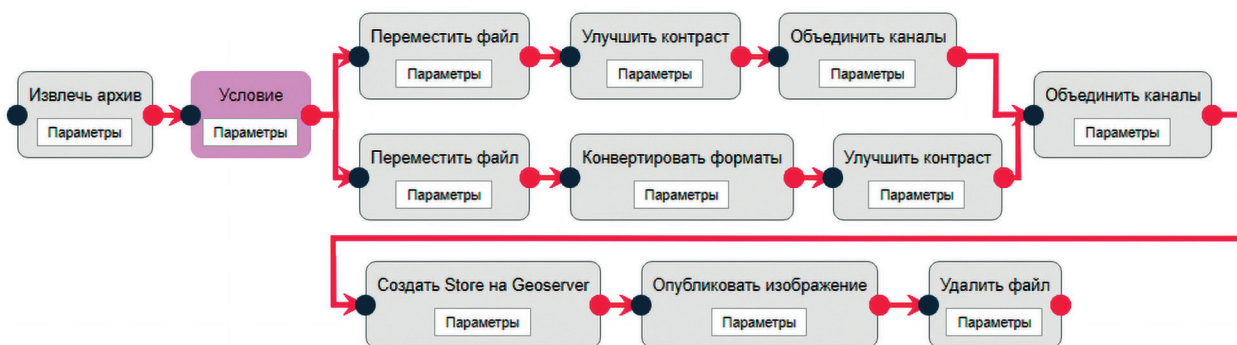 Извлечь архив
Параметры
Условие
Параметры
Переместить файл
Параметры
Улучшить контраст
Параметры
Объединить каналы
Параметры
Переместить файл
Параметры
Конвертировать форматы
Параметры
Улучшить контраст
Параметры
Объединить каналы
Параметры
Создать Store на Geoserver
Параметры
Опубликовать изображение
Параметры
Удалить файл
Параметры